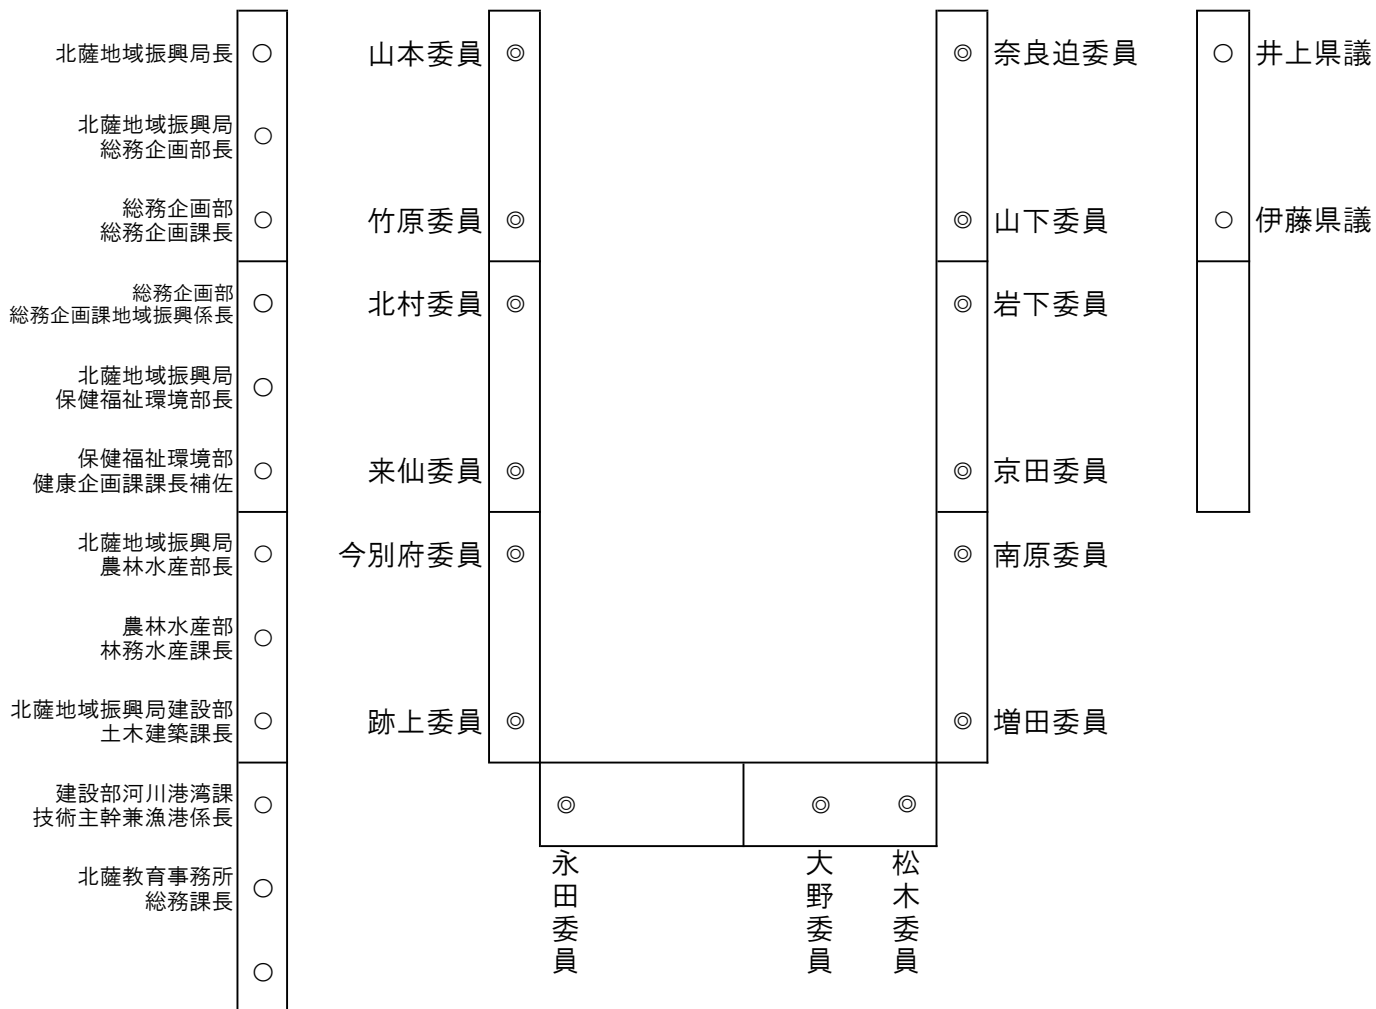 北薩地域振興局長
○
北薩地域振興局
総務企画部長
○
総務企画部
総務企画課長
○
総務企画部
総務企画課地域振興係長
○
北薩地域振興局
保健福祉環境部長
○
保健福祉環境部
健康企画課課長補佐
○
北薩地域振興局
農林水産部長
○
農林水産部
林務水産課長
○
北薩地域振興局建設部
土木建築課長
○
建設部河川港湾課
技術主幹兼漁港係長
○
北薩教育事務所
総務課長
○
○
山本委員 ◎
竹原委員 ◎
北村委員 ◎
来仙委員 ◎
今別府委員 ◎
跡上委員 ◎
◎ 永田委員
◎ 大野委員
◎ 松木委員
◎ 奈良迫委員
◎ 山下委員
◎ 岩下委員
◎ 京田委員
◎ 南原委員
◎ 増田委員
○ 井上県議
○ 伊藤県議